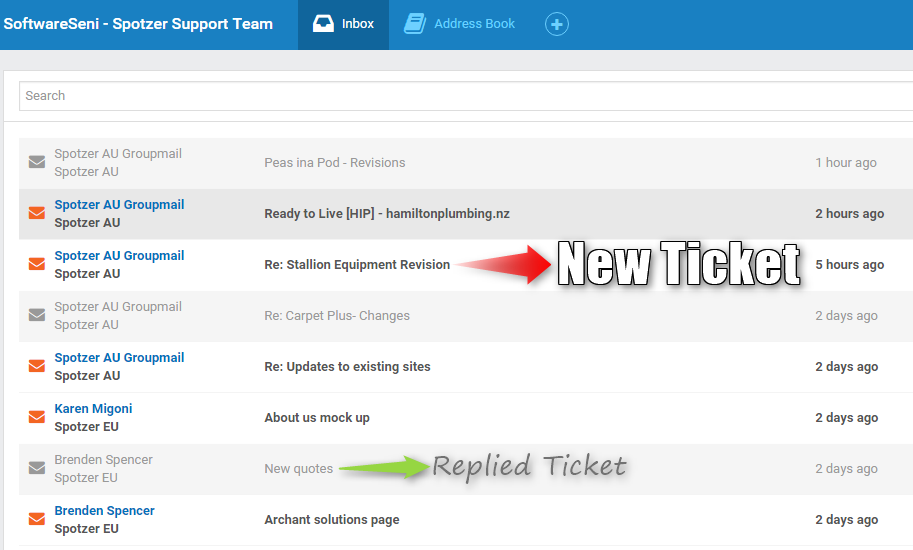 SoftwareSeni - Spotzer Support Team Inbox Address Book
Search
Spotzer AU Groupmail
Spotzer AU
Peas ina Pod - Revisions
1 hour ago
Spotzer AU Groupmail
Spotzer AU
Ready to Live [HIP] - hamiltonplumbing.nz
2 hours ago
Spotzer AU Groupmail
Spotzer AU
Re: Stallion Equipment Revision
New Ticket
5 hours ago
Spotzer AU Groupmail
Spotzer AU
Re: Carpet Plus- Changes
2 days ago
Spotzer AU Groupmail
Spotzer AU
Re: Updates to existing sites
2 days ago
Karen Migoni
Spotzer EU
About us mock up
2 days ago
Brenden Spencer
Spotzer EU
New quotes
Replied Ticket
2 days ago
Brenden Spencer
Spotzer EU
Archant solutions page
2 days ago